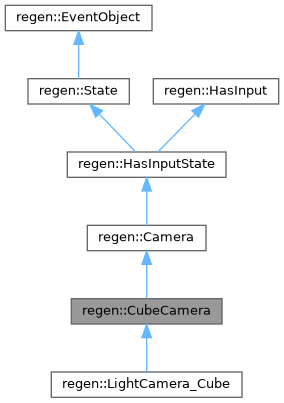 regen::EventObject
regen::State
regen::HasInput
regen::HasInputState
regen::Camera
regen::CubeCamera
regen::LightCamera_Cube